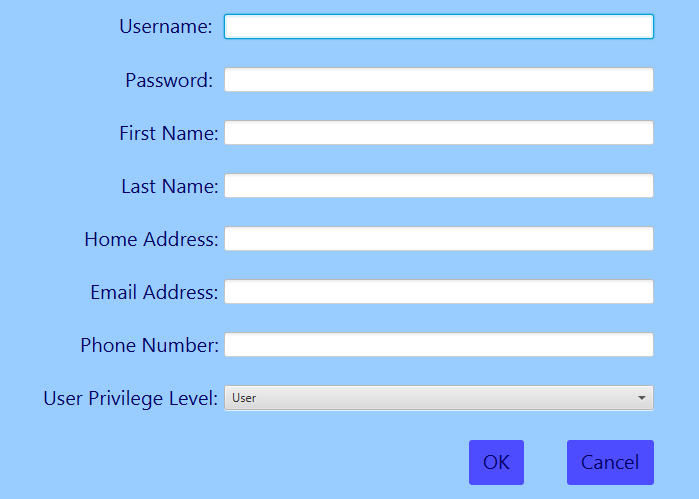 Username:
Password:
First Name:
Last Name:
Home Address:
Email Address:
Phone Number:
User Privilege Level: User
OK Cancel